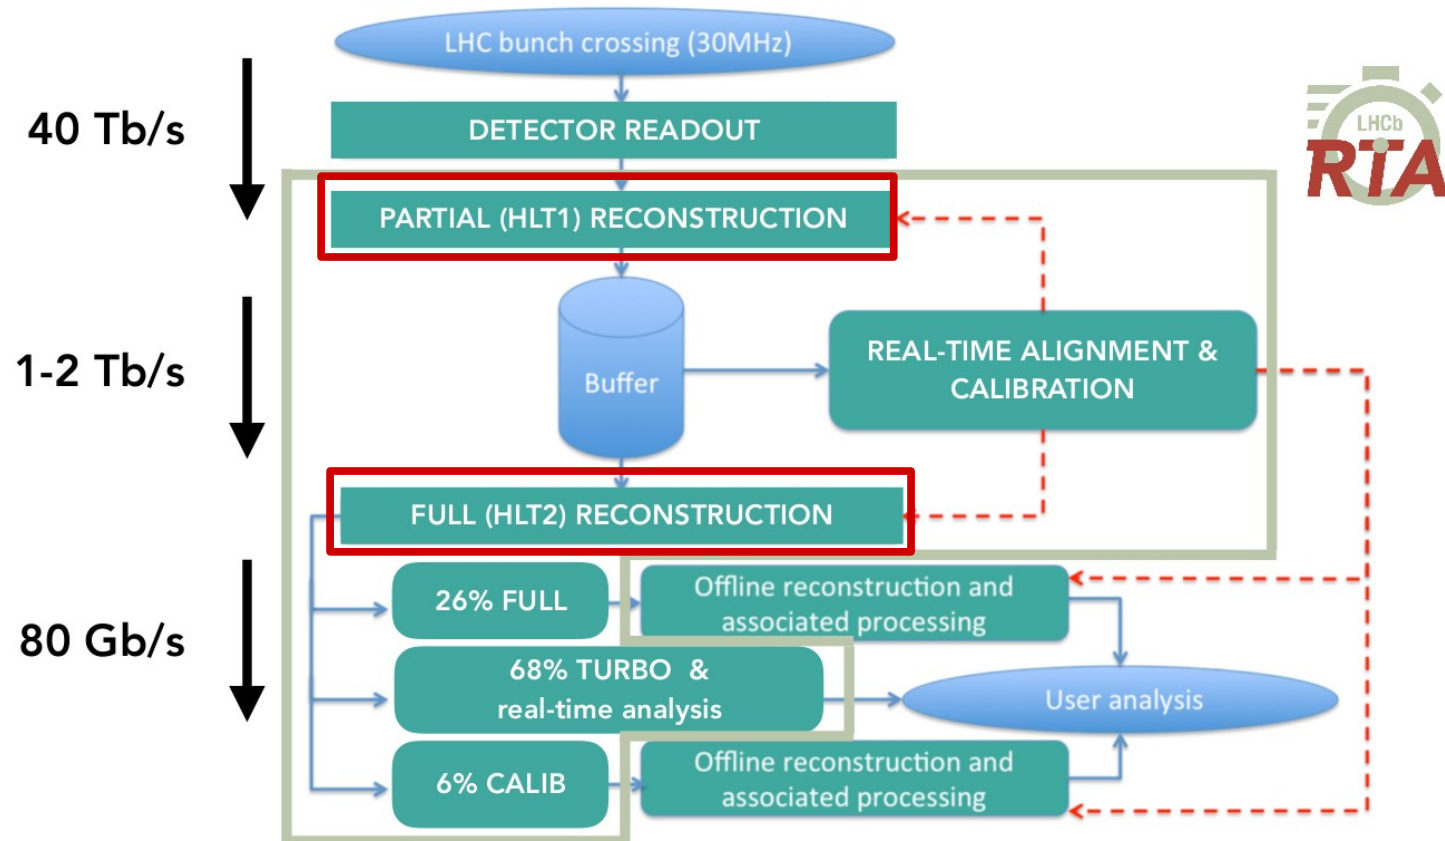 LHC bunch crossing (30MHz)
40 Tb/s
DETECTOR READOUT
LHCb
RTA
PARTIAL (HLT1) RECONSTRUCTION
1-2 Tb/s
Buffer
REAL-TIME ALIGNMENT &
CALIBRATION
FULL (HLT2) RECONSTRUCTION
80 Gb/s
26% FULL
Offline reconstruction and
associated processing
68% TURBO &
real-time analysis
User analysis
6% CALIB
Offline reconstruction and
associated processing